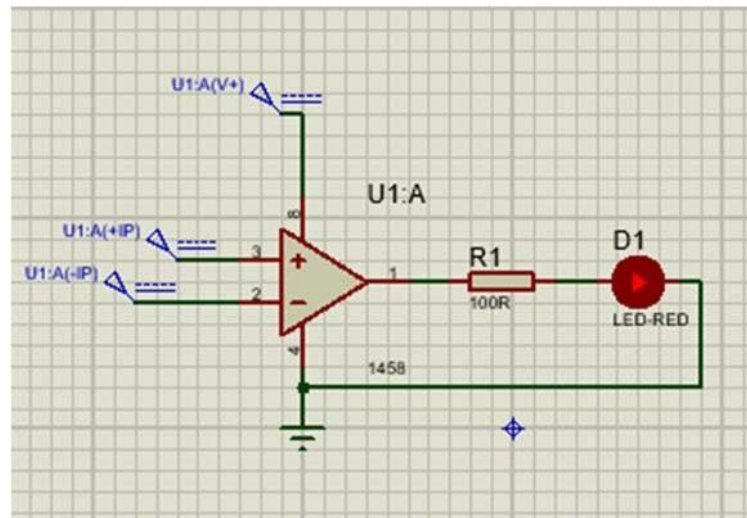 U1:A(V+)
U1:A
8
U1:A(+IP)
3
+
U1:A(-IP)
2
−
1
R1
100R
D1
LED-RED
4
1458